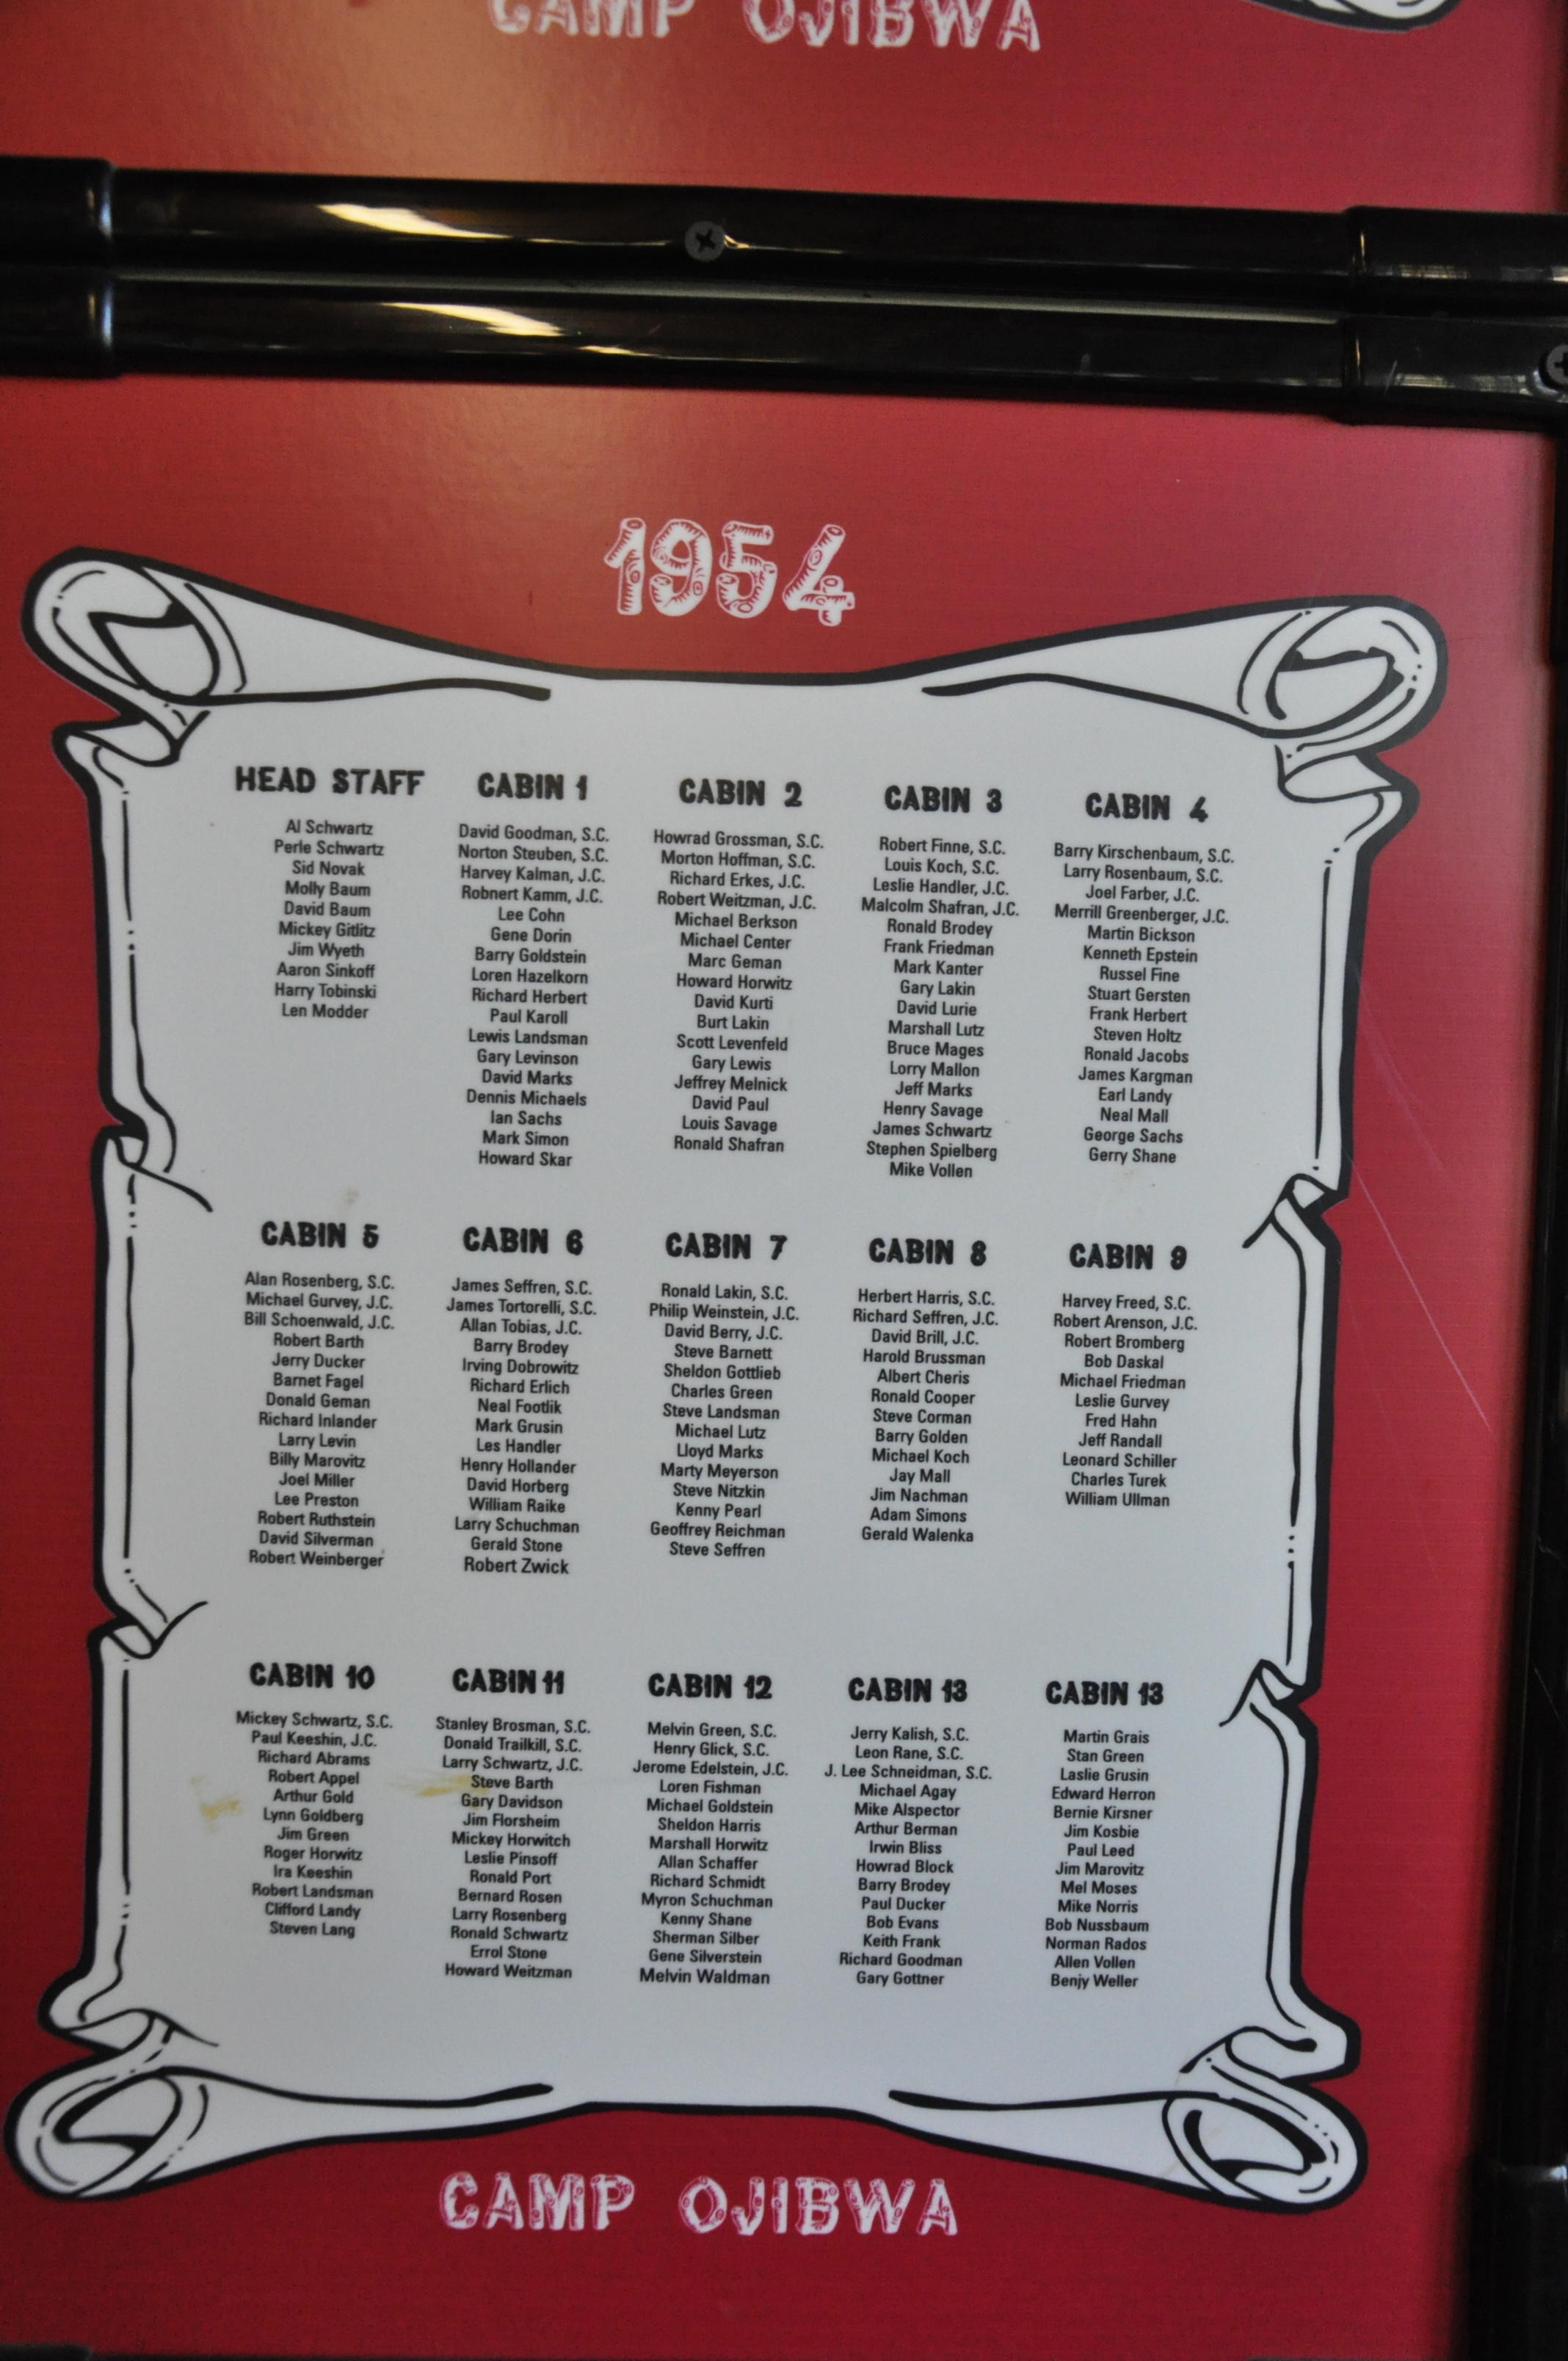 CAMP OJIBWA
1954
HEAD STAFF
Al Schwartz
Perle Schwartz
Sid Novak
Molly Baum
David Baum
Mickey Gitlitz
Jim Wyeth
Aaron Sinkoff
Harry Tobinski
Len Modder
CABIN 1
David Goodman, S.C.
Norton Steuben, S.C.
Harvey Kalman, J.C.
Robnert Kamm, J.C.
Lee Cohn
Gene Dorin
Barry Goldstein
Loren Hazelkorn
Richard Herbert
Paul Karoll
Lewis Landsman
Gary Levinson
David Marks
Dennis Michaels
Ian Sachs
Mark Simon
Howard Skar
CABIN 2
Howrad Grossman, S.C.
Morton Hoffman, S.C.
Richard Erkes, J.C.
Robert Weitzman, J.C.
Michael Berkson
Michael Center
Marc Geman
Howard Horwitz
David Kurti
Burt Lakin
Scott Levenfeld
Gary Lewis
Jeffrey Melnick
David Paul
Louis Savage
Ronald Shafran
CABIN 3
Robert Finne, S.C.
Louis Koch, S.C.
Leslie Handler, J.C.
Malcolm Shafran, J.C.
Ronald Brodey
Frank Friedman
Mark Kanter
Gary Lakin
David Lurie
Marshall Lutz
Bruce Mages
Lorry Mallon
Jeff Marks
Henry Savage
James Schwartz
Stephen Spielberg
Mike Vollen
CABIN 4
Barry Kirschenbaum, S.C.
Larry Rosenbaum, S.C.
Joel Farber, J.C.
Merrill Greenberger, J.C.
Martin Bickson
Kenneth Epstein
Russel Fine
Stuart Gersten
Frank Herbert
Steven Holtz
Ronald Jacobs
James Kargman
Earl Landy
Neal Mall
George Sachs
Gerry Shane
CABIN 5
Alan Rosenberg, S.C.
Michael Gurvey, J.C.
Bill Schoenwald, J.C.
Robert Barth
Jerry Ducker
Barnet Fagel
Donald Geman
Richard Inlander
Larry Levin
Billy Marovitz
Joel Miller
Lee Preston
Robert Ruthstein
David Silverman
Robert Weinberger
CABIN 6
James Seffren, S.C.
James Tortorelli, S.C.
Allan Tobias, J.C.
Barry Brodey
Irving Dobrowitz
Richard Erlich
Neal Footlik
Mark Grusin
Les Handler
Henry Hollander
David Horberg
William Raike
Larry Schuchman
Gerald Stone
Robert Zwick
CABIN 7
Ronald Lakin, S.C.
Philip Weinstein, J.C.
David Berry, J.C.
Steve Barnett
Sheldon Gottlieb
Charles Green
Steve Landsman
Michael Lutz
Lloyd Marks
Marty Meyerson
Steve Nitzkin
Kenny Pearl
Geoffrey Reichman
Steve Seffren
CABIN 8
Herbert Harris, S.C.
Richard Seffren, J.C.
David Brill, J.C.
Harold Brussman
Albert Cheris
Ronald Cooper
Steve Corman
Barry Golden
Michael Koch
Jay Mall
Jim Nachman
Adam Simons
Gerald Walenka
CABIN 9
Harvey Freed, S.C.
Robert Arenson, J.C.
Robert Bromberg
Bob Daskal
Michael Friedman
Leslie Gurvey
Fred Hahn
Jeff Randall
Leonard Schiller
Charles Turek
William Ullman
CABIN 10
Mickey Schwartz, S.C.
Paul Keeshin, J.C.
Richard Abrams
Robert Appel
Arthur Gold
Lynn Goldberg
Jim Green
Roger Horwitz
Ira Keeshin
Robert Landsman
Clifford Landy
Steven Lang
CABIN 11
Stanley Brosman, S.C.
Donald Trailkill, S.C.
Larry Schwartz, J.C.
Steve Barth
Gary Davidson
Jim Florsheim
Mickey Horwitch
Leslie Pinsoff
Ronald Port
Bernard Rosen
Larry Rosenberg
Ronald Schwartz
Errol Stone
Howard Weitzman
CABIN 12
Melvin Green, S.C.
Henry Glick, S.C.
Jerome Edelstein, J.C.
Loren Fishman
Michael Goldstein
Sheldon Harris
Marshall Horwitz
Allan Schaffer
Richard Schmidt
Myron Schuchman
Kenny Shane
Sherman Silber
Gene Silverstein
Melvin Waldman
CABIN 13
Jerry Kalish, S.C.
Leon Rane, S.C.
J. Lee Schneidman, S.C.
Michael Agay
Mike Alspector
Arthur Berman
Irwin Bliss
Howrad Block
Barry Brodey
Paul Ducker
Bob Evans
Keith Frank
Richard Goodman
Gary Gottner
CABIN 13
Martin Grais
Stan Green
Laslie Grusin
Edward Herron
Bernie Kirsner
Jim Kosbie
Paul Leed
Jim Marovitz
Mel Moses
Mike Norris
Bob Nussbaum
Norman Rados
Allen Vollen
Benjy Weller
CAMP OJIBWA